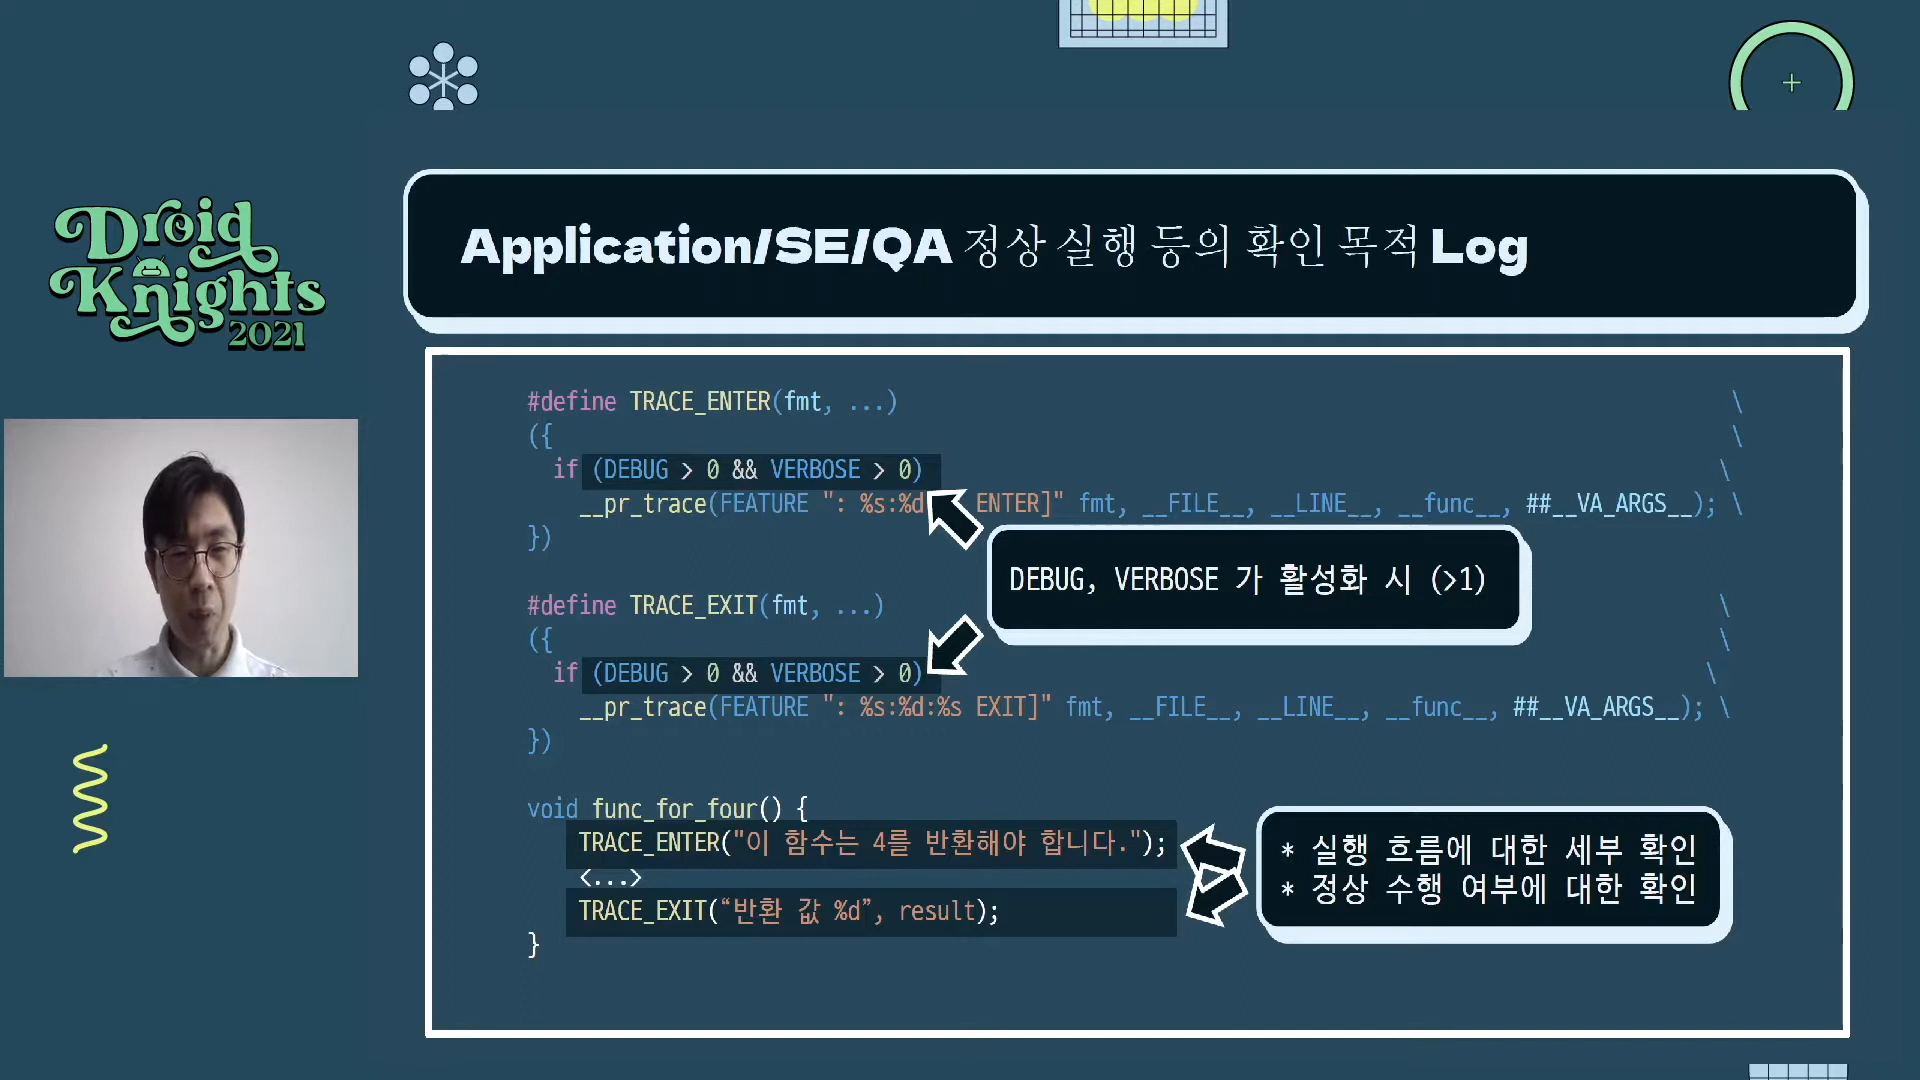 Droid
Knights
2021
Application/SE/QA 정상 실행 등의 확인 목적 Log
#define TRACE_ENTER(fmt, ...) \
({ \
if (DEBUG > 0 && VERBOSE > 0) \
__pr_trace(FEATURE ": %s:%d ENTER]" fmt, __FILE__, __LINE__, __func__, ##__VA_ARGS__); \
})
DEBUG, VERBOSE 가 활성화 시 (>1)
#define TRACE_EXIT(fmt, ...) \
({ \
if (DEBUG > 0 && VERBOSE > 0) \
__pr_trace(FEATURE ": %s:%d:%s EXIT]" fmt, __FILE__, __LINE__, __func__, ##__VA_ARGS__); \
})
void func_for_four() {
TRACE_ENTER("이 함수는 4를 반환해야 합니다.");
<...>
TRACE_EXIT(“반환 값 %d”, result);
}
* 실행 흐름에 대한 세부 확인
* 정상 수행 여부에 대한 확인